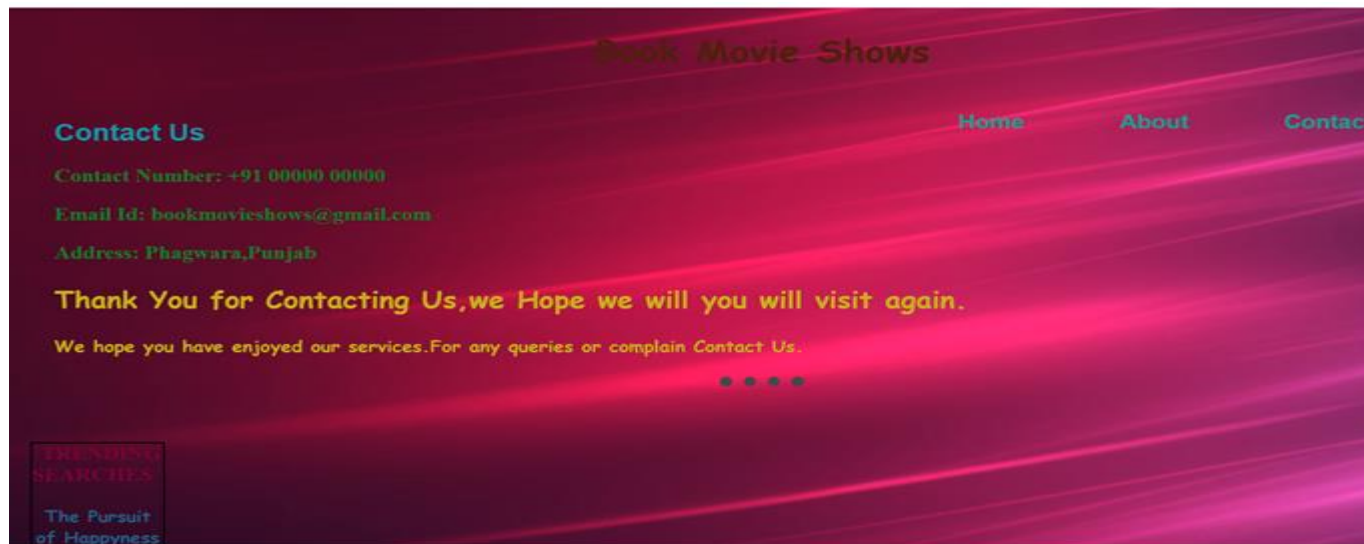 Book Movie Shows
Home About Contac
Contact Us
Contact Number: +91 00000 00000
Email Id: bookmovieshows@gmail.com
Address: Phagwara,Punjab
Thank You for Contacting Us,we Hope we will you will visit again.
We hope you have enjoyed our services.For any queries or complain Contact Us.
TRENDING
SEARCHES
The Pursuit
of Happyness